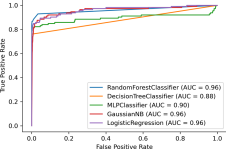 1.0
0.8
0.6
0.4
0.2
0.0
True Positive Rate
RandomForestClassifier (AUC = 0.96)
DecisionTreeClassifier (AUC = 0.88)
MLPClassifier (AUC = 0.90)
GaussianNB (AUC = 0.96)
LogisticRegression (AUC = 0.96)
0.0 0.2 0.4 0.6 0.8 1.0
False Positive Rate